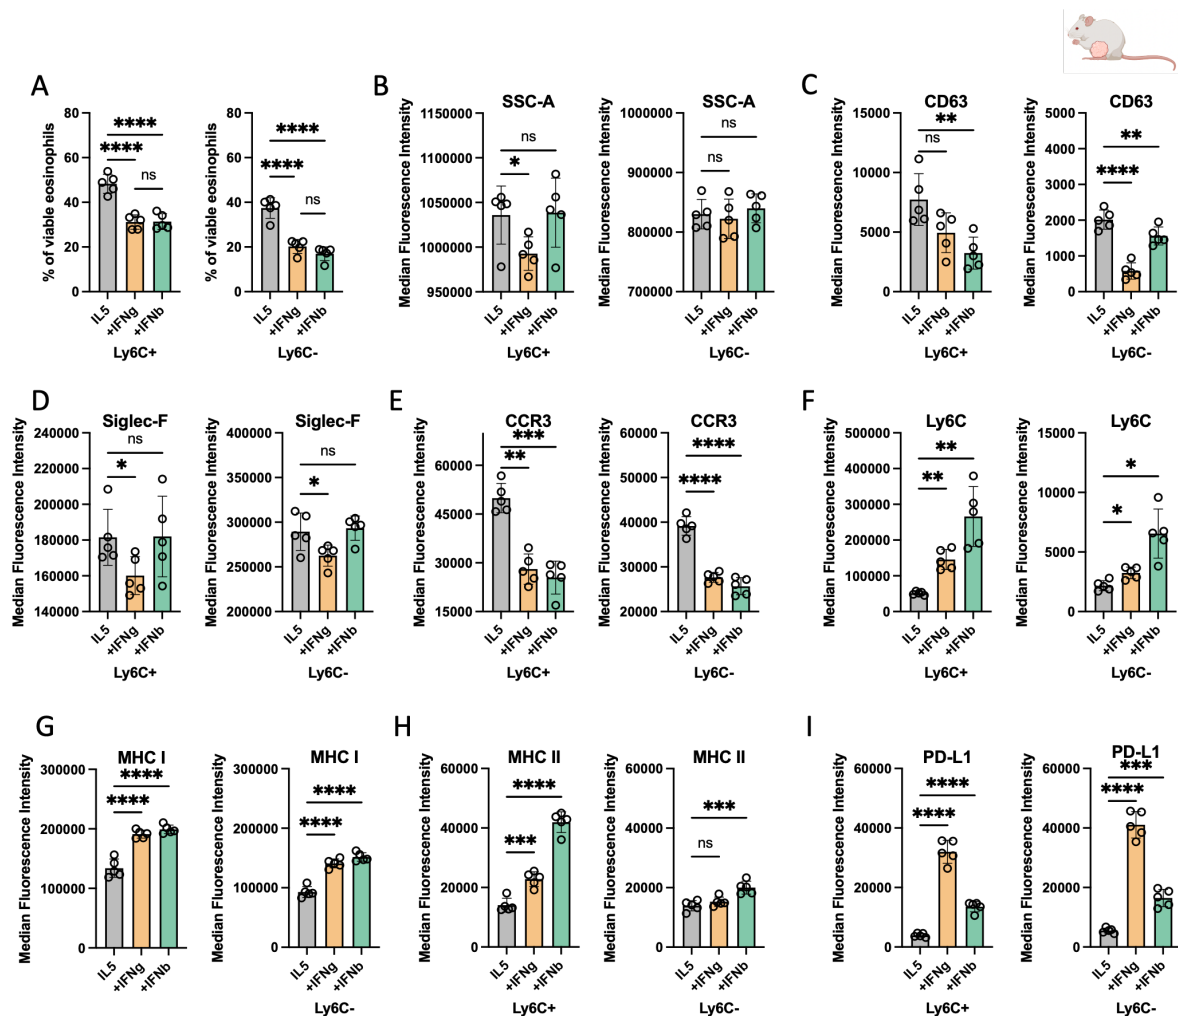 A
% of viable eosinophils
80
60
40
20
0
****
****
ns
IL5
+IFNg
+IFNb
Ly6C+
% of viable eosinophils
80
60
40
20
0
****
****
ns
IL5
+IFNg
+IFNb
Ly6C-
B
SSC-A
Median Fluorescence Intensity
1150000
1100000
1050000
1000000
950000
ns
*
IL5
+IFNg
+IFNb
Ly6C+
SSC-A
Median Fluorescence Intensity
1000000
900000
800000
700000
ns
ns
IL5
+IFNg
+IFNb
Ly6C-
C
CD63
Median Fluorescence Intensity
15000
10000
5000
0
**
ns
IL5
+IFNg
+IFNb
Ly6C+
CD63
Median Fluorescence Intensity
5000
4000
3000
2000
1000
0
**
****
IL5
+IFNg
+IFNb
Ly6C-
D
Siglec-F
Median Fluorescence Intensity
240000
220000
200000
180000
160000
140000
ns
*
IL5
+IFNg
+IFNb
Ly6C+
Siglec-F
Median Fluorescence Intensity
400000
350000
300000
250000
200000
ns
*
IL5
+IFNg
+IFNb
Ly6C-
E
CCR3
Median Fluorescence Intensity
60000
45000
30000
15000
***
**
IL5
+IFNg
+IFNb
Ly6C+
CCR3
Median Fluorescence Intensity
60000
50000
40000
30000
20000
****
****
IL5
+IFNg
+IFNb
Ly6C-
F
Ly6C
Median Fluorescence Intensity
500000
400000
300000
200000
100000
0
**
**
IL5
+IFNg
+IFNb
Ly6C+
Ly6C
Median Fluorescence Intensity
15000
10000
5000
0
*
*
IL5
+IFNg
+IFNb
Ly6C-
G
MHC I
Median Fluorescence Intensity
300000
200000
100000
0
****
****
IL5
+IFNg
+IFNb
MHC I
Median Fluorescence Intensity
300000
200000
100000
0
****
****
IL5
+IFNg
+IFNb
Ly6C-
H
MHC II
Median Fluorescence Intensity
60000
40000
20000
0
****
***
IL5
+IFNg
+IFNb
Ly6C+
MHC II
Median Fluorescence Intensity
60000
40000
20000
0
***
ns
IL5
+IFNg
+IFNb
Ly6C-
I
PD-L1
Median Fluorescence Intensity
60000
40000
20000
0
****
****
IL5
+IFNg
+IFNb
Ly6C+
PD-L1
Median Fluorescence Intensity
60000
40000
20000
0
***
****
IL5
+IFNg
+IFNb
Ly6C-